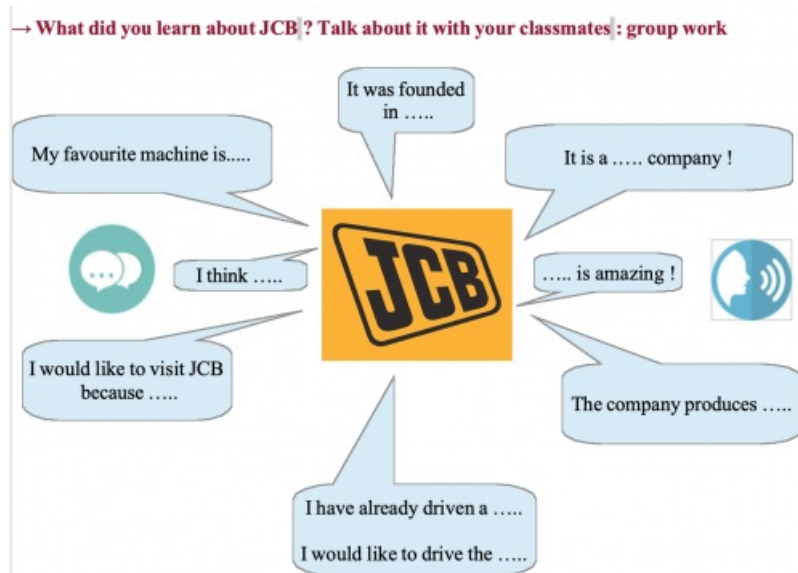 → What did you learn about JCB ? Talk about it with your classmates : group work
It was founded
in …..
My favourite machine is.....
It is a ….. company !
JCB
I think …..
….. is amazing !
I would like to visit JCB
because …..
The company produces …..
I have already driven a …..
I would like to drive the …..